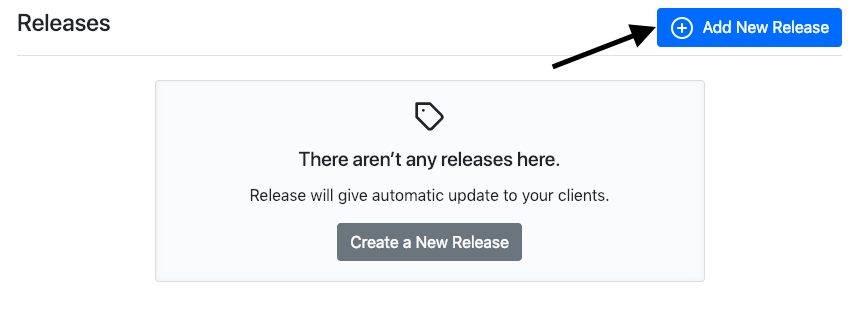 Releases
Add New Release
There aren’t any releases here.
Release will give automatic update to your clients.
Create a New Release